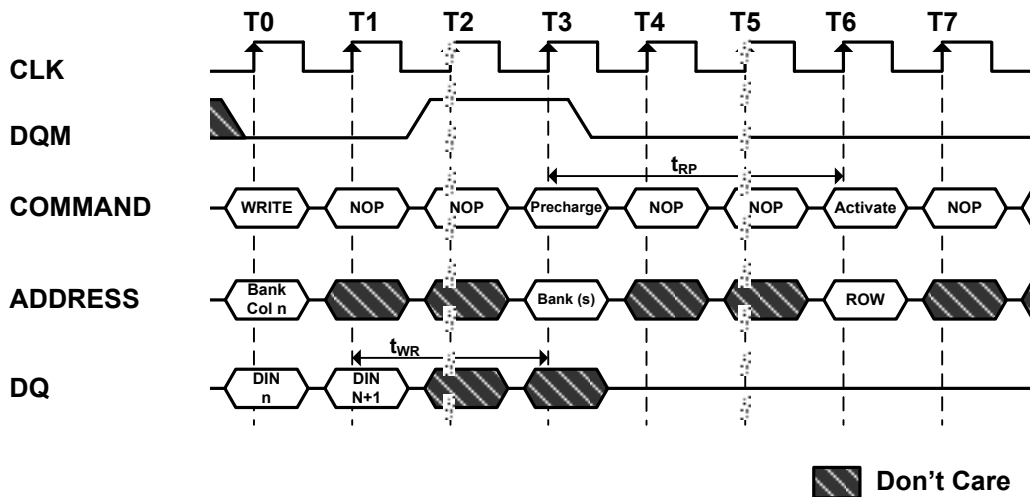 T0 T1 T2 T3 T4 T5 T6 T7
CLK
DQM
tRP
COMMAND WRITE NOP NOP Precharge NOP NOP Activate NOP
ADDRESS Bank Col n Bank (s) ROW
tWR
DQ DIN n DIN N+1
Don't Care